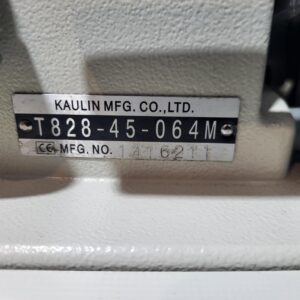 KAULIN MFG. CO.,LTD.
T828-45-064M
CE MFG. NO. 1416211